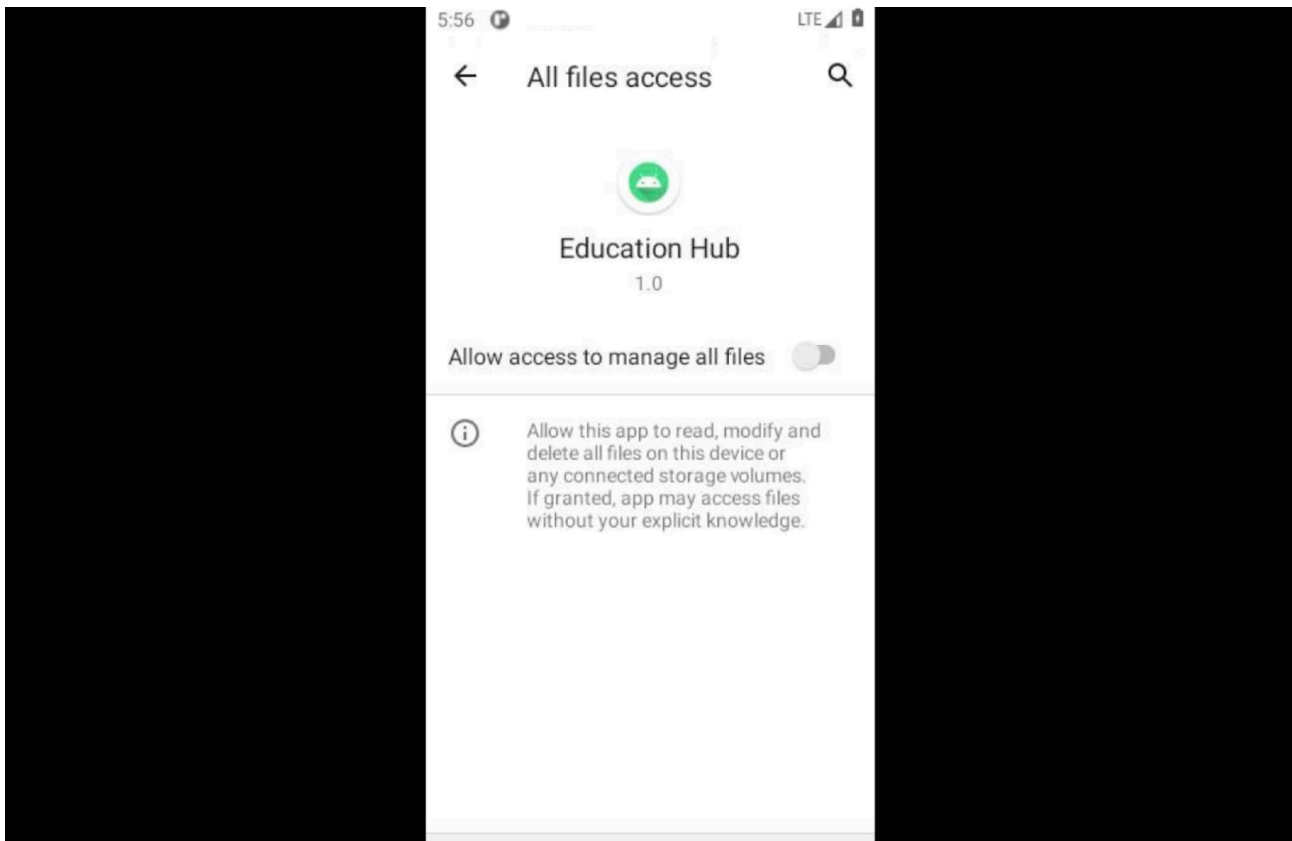 5:56 LTE
All files access
Education Hub
1.0
Allow access to manage all files
Allow this app to read, modify and
delete all files on this device or
any connected storage volumes.
If granted, app may access files
without your explicit knowledge.